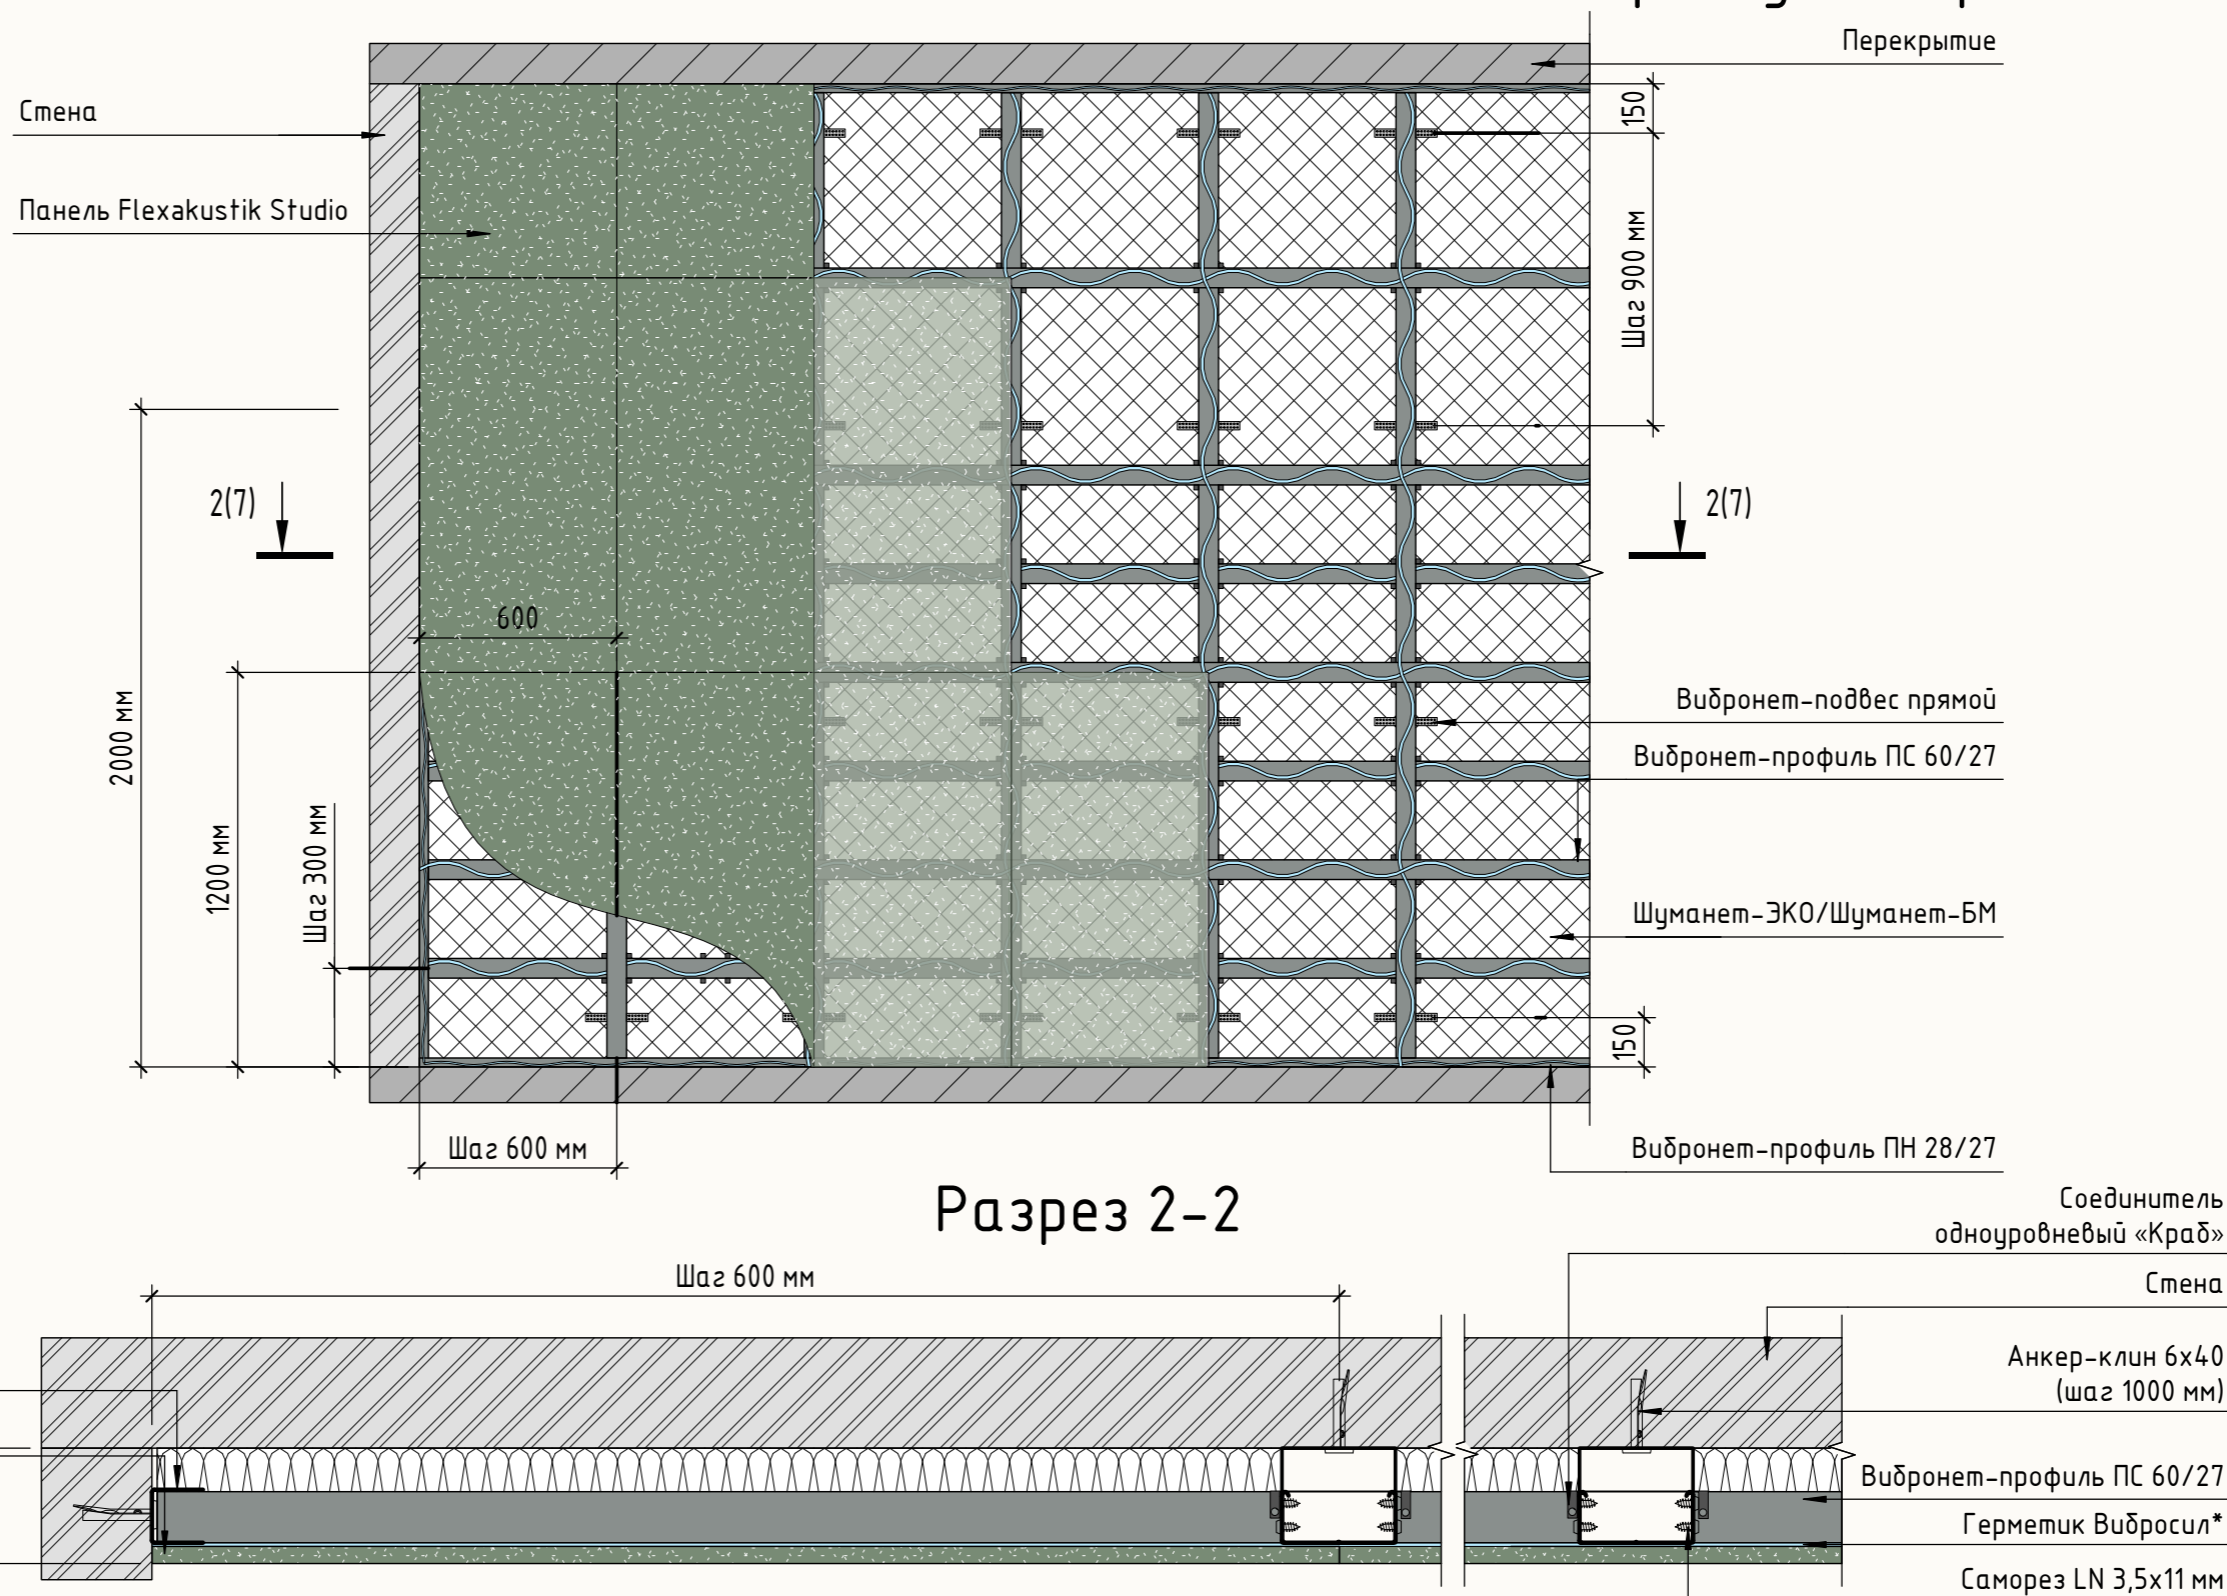 Перекрытие
Стена
150
Панель Flexakustik Studio
Шаг 900 мм
2(7)
2(7)
600
2000 мм
Вибронет-подвес прямой
Вибронет-профиль ПС 60/27
1200 мм
Шаг 300 мм
Шуманет-ЭКО/Шуманет-БМ
150
Шаг 600 мм
Вибронет-профиль ПН 28/27
Разрез 2-2
Соединитель
одноуровневый «Краб»
Шаг 600 мм
Стена
Анкер-клин 6х40
(шаг 1000 мм)
Вибронет-профиль ПС 60/27
Герметик Вибросил*
Саморез LN 3,5х11 мм